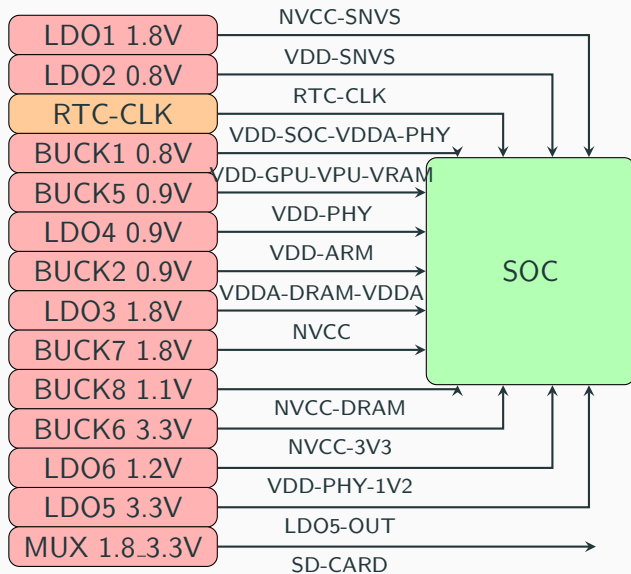 NVCC-SNVS
LDO1 1.8V
VDD-SNVS
LDO2 0.8V
RTC-CLK
RTC-CLK
VDD-SOC-VDDA-PHY
BUCK1 0.8V
VDD-GPU-VPU-VRAM
BUCK5 0.9V
VDD-PHY
LDO4 0.9V
VDD-ARM
BUCK2 0.9V
SOC
VDDA-DRAM-VDDA
LDO3 1.8V
NVCC
BUCK7 1.8V
BUCK8 1.1V
NVCC-DRAM
BUCK6 3.3V
NVCC-3V3
LDO6 1.2V
VDD-PHY-1V2
LDO5 3.3V
LDO5-OUT
MUX 1.8_3.3V
SD-CARD